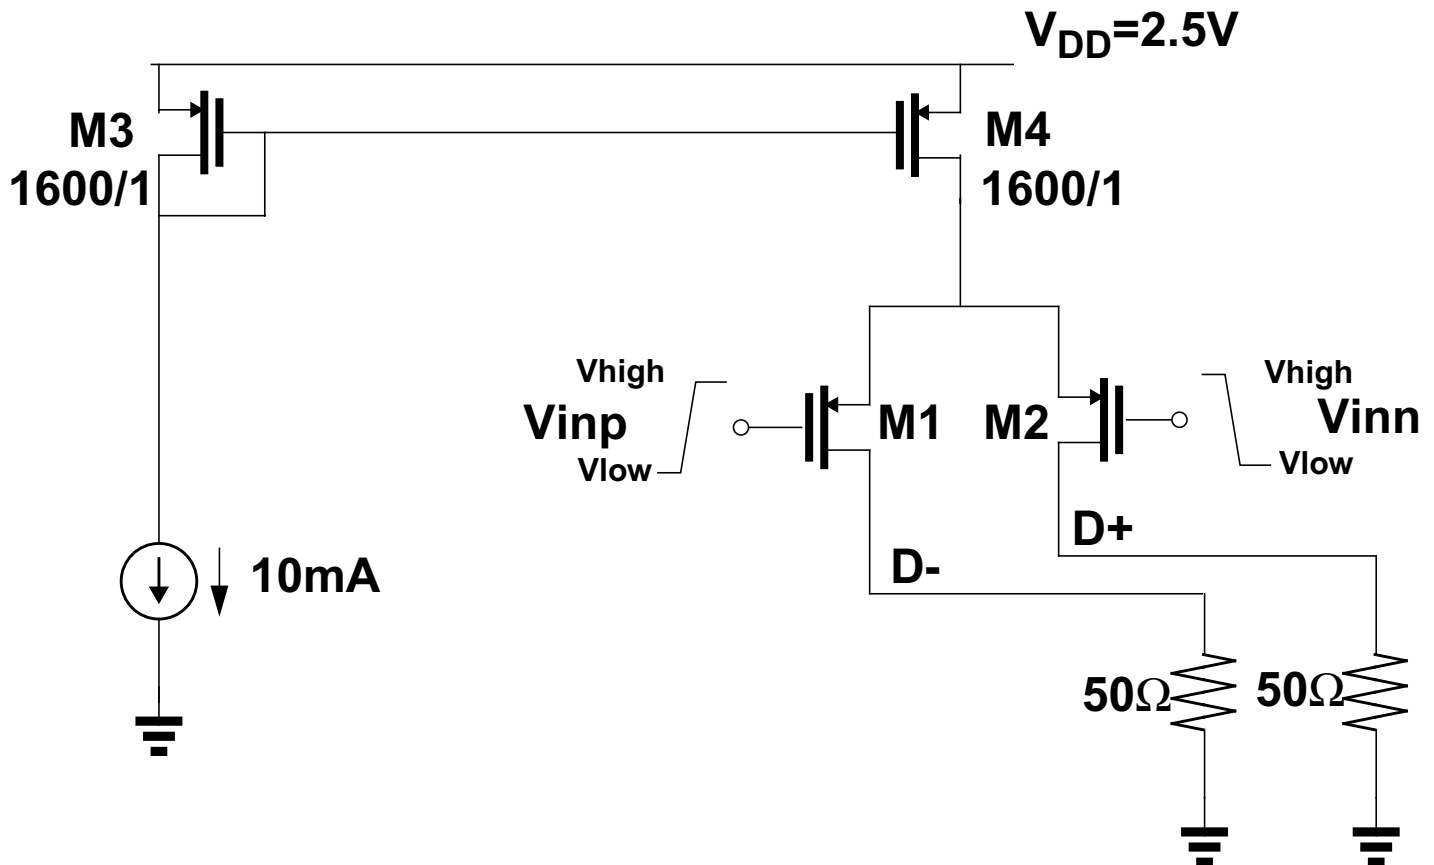 VDD=2.5V
M3
1600/1
M4
1600/1
Vhigh
Vinp
Vlow
M1
M2
Vhigh
Vinn
Vlow
D+
D-
10mA
50Ω
50Ω